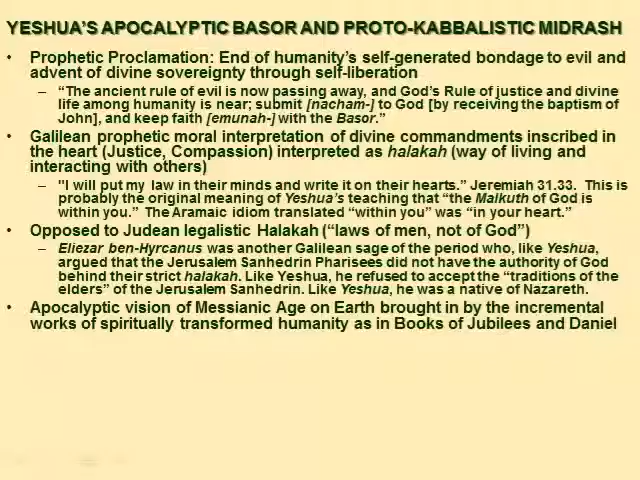 YESHUA'S APOCALYPTIC BASOR AND PROTO-KABBALISTIC MIDRASH
• Prophetic Proclamation: End of humanity's self-generated bondage to evil and
advent of divine sovereignty through self-liberation
– “The ancient rule of evil is now passing away, and God's Rule of justice and divine
life among humanity is near; submit [nacham-] to God [by receiving the baptism of
John], and keep faith [emunah-] with the Basor.”
• Galilean prophetic moral interpretation of divine commandments inscribed in
the heart (Justice, Compassion) interpreted as halakah (way of living and
interacting with others)
– "I will put my law in their minds and write it on their hearts.” Jeremiah 31.33. This is
probably the original meaning of Yeshua's teaching that “the Malkuth of God is
within you.” The Aramaic idiom translated “within you” was “in your heart.”
• Opposed to Judean legalistic Halakah (“laws of men, not of God”)
– Eliezar ben-Hyrcanus was another Galilean sage of the period who, like Yeshua,
argued that the Jerusalem Sanhedrin Pharisees did not have the authority of God
behind their strict halakah. Like Yeshua, he refused to accept the “traditions of the
elders” of the Jerusalem Sanhedrin. Like Yeshua, he was a native of Nazareth.
• Apocalyptic vision of Messianic Age on Earth brought in by the incremental
works of spiritually transformed humanity as in Books of Jubilees and Daniel